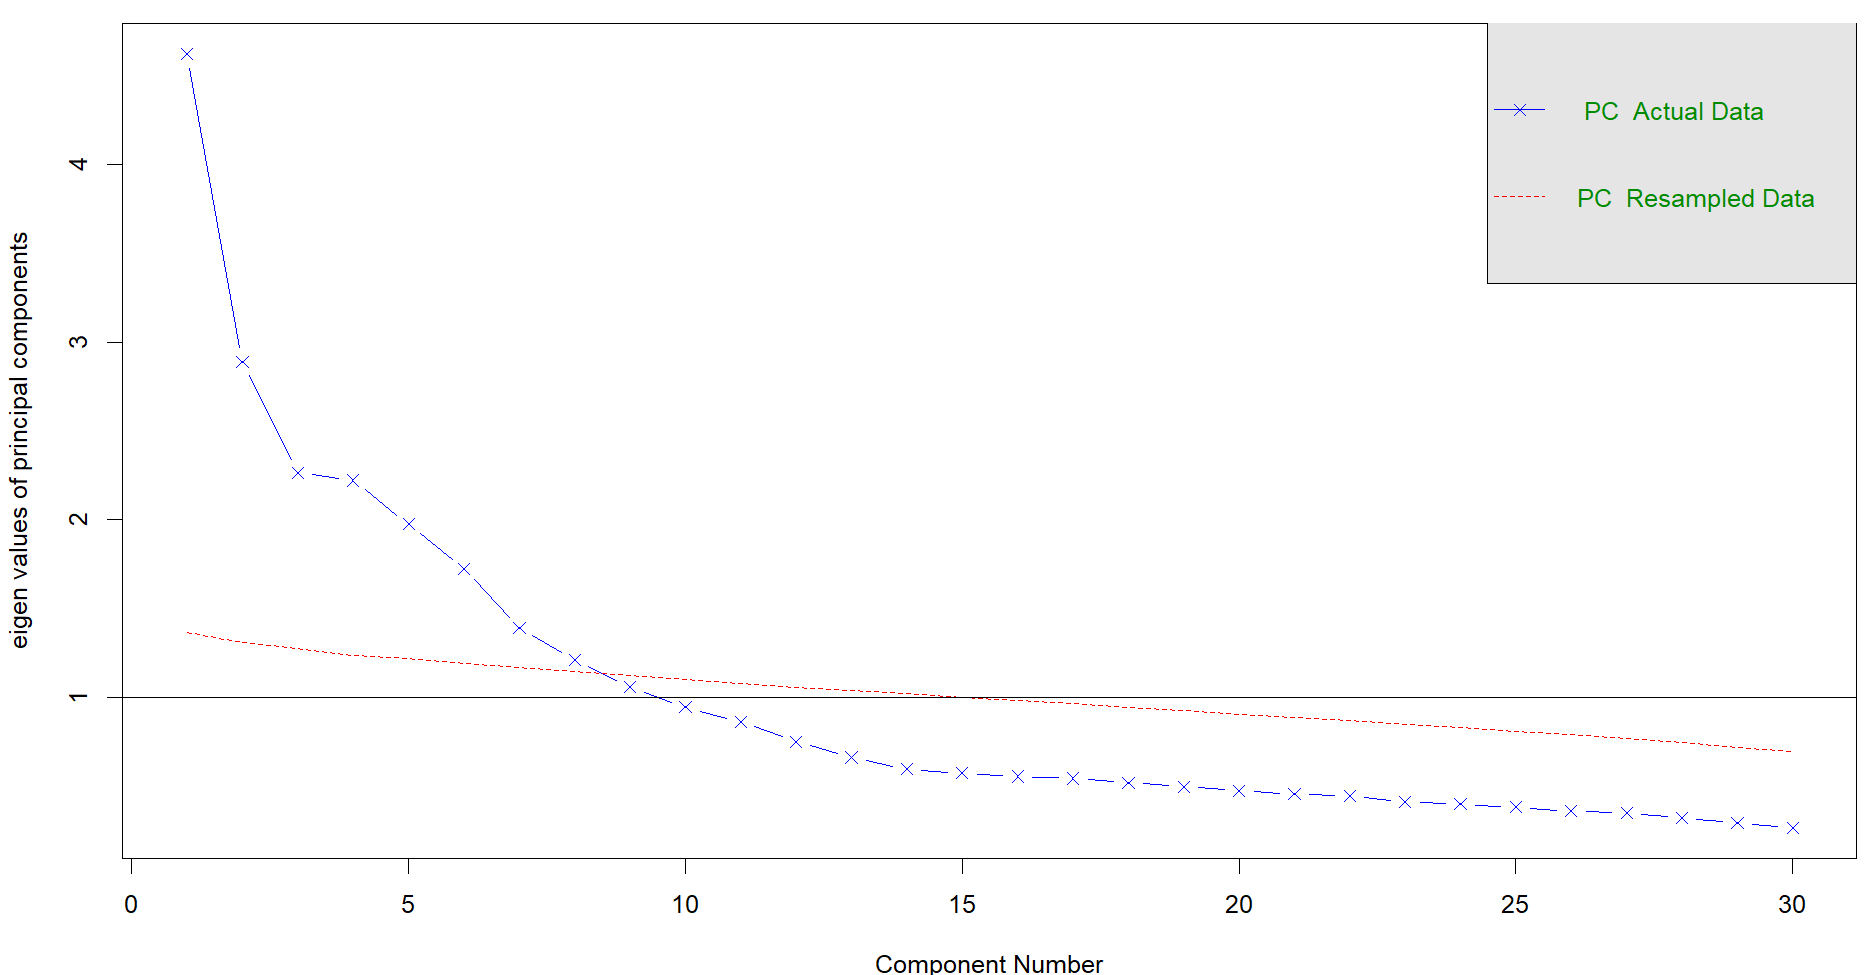 PC  Actual Data
PC  Resampled Data
eigen values of principal components
4
3
2
1
0 5 10 15 20 25 30
Component Number